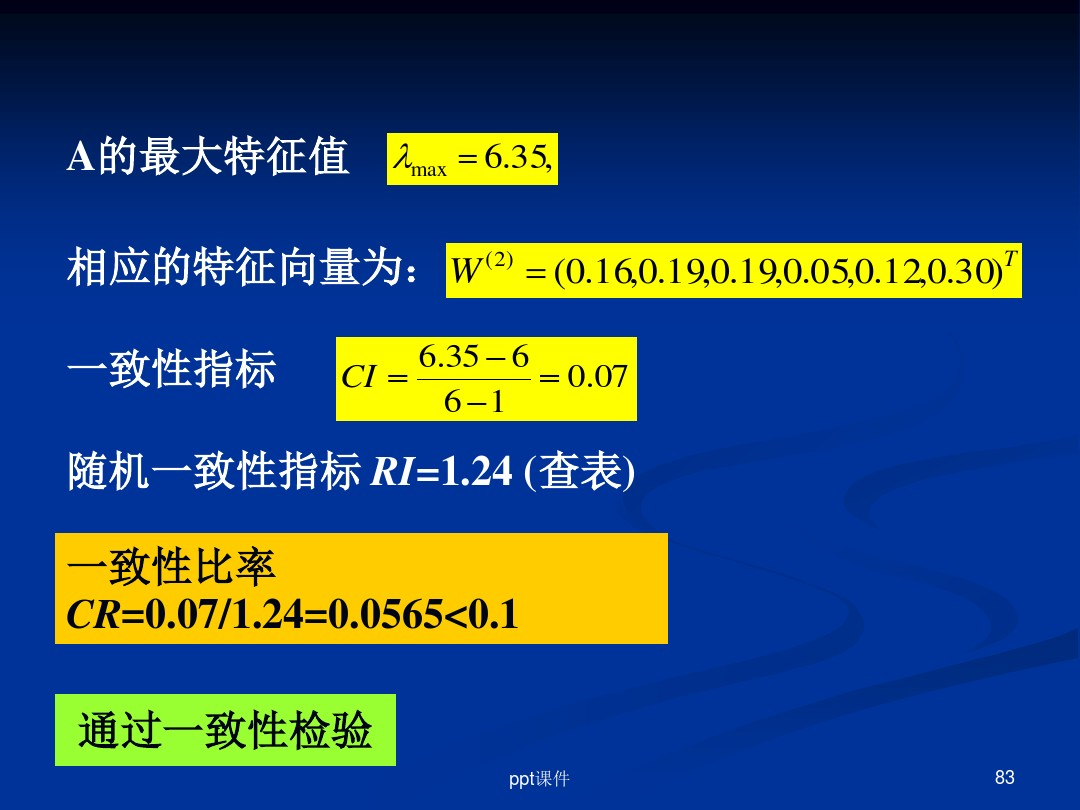 A的最大特征值 λmax = 6.35,
相应的特征向量为： W(2) = (0.16,0.19,0.19,0.05,0.12,0.30)T
一致性指标 CI = (6.35 − 6)/(6 − 1) = 0.07
随机一致性指标 RI=1.24 (查表)
一致性比率
CR=0.07/1.24=0.0565<0.1
通过一致性检验
ppt课件 83